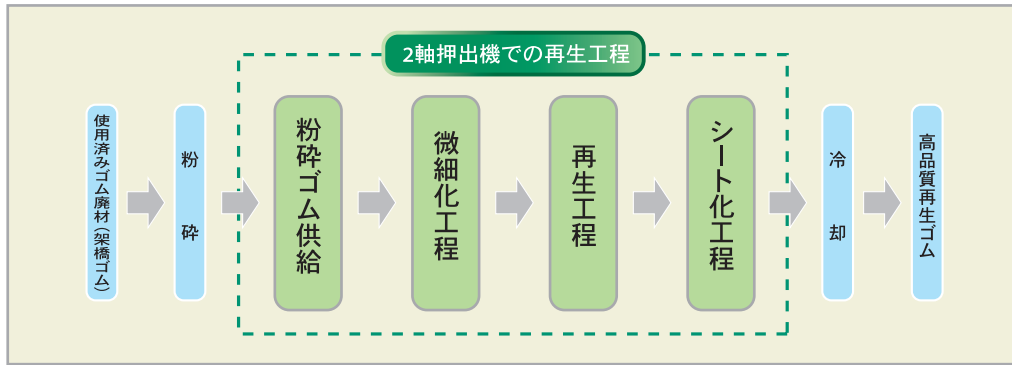 2軸押出機での再生工程
使用済みゴム廃材(架橋ゴム)
粉砕
粉砕ゴム供給
微細化工程
再生工程
シート化工程
冷却
高品質再生ゴム